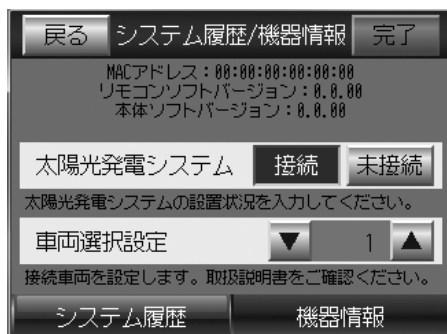 戻る システム履歴/機器情報 完了
MACアドレス:00:00:00:00:00:00
リモコンソフトバージョン:0.0.00
本体ソフトバージョン:0.0.00
太陽光発電システム 接続 未接続
太陽光発電システムの設置状況を入力してください。
車両選択設定 ▼ 1 ▲
接続車両を設定します。取扱説明書をご確認ください。
システム履歴 機器情報